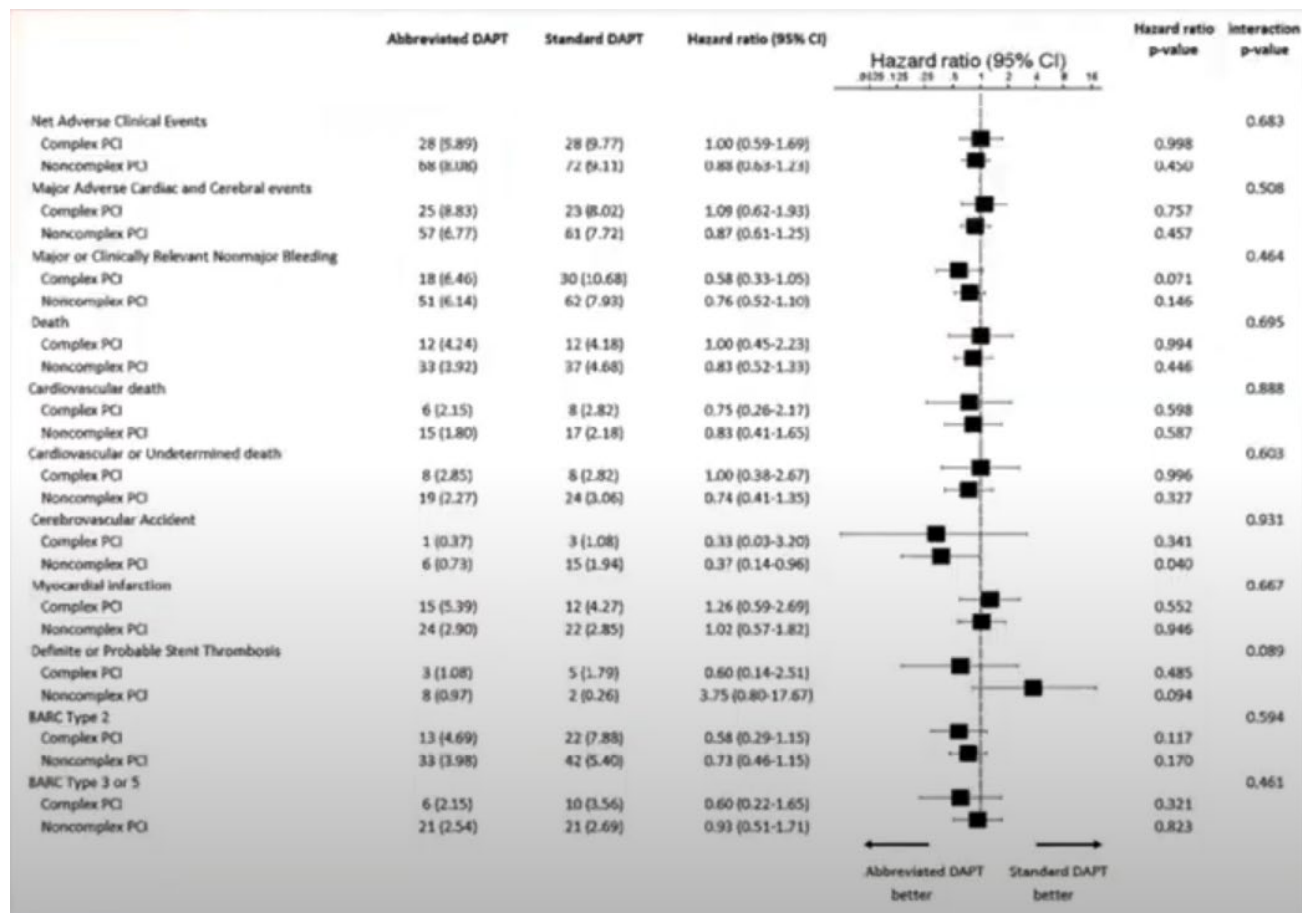 Abbreviated DAPT Standard DAPT Hazard ratio (95% CI) Hazard ratio p-value Interaction p-value
Hazard ratio (95% CI)
.125 .25 .5 1 2 4 8 16
Net Adverse Clinical Events 0.683
Complex PCI 28 (5.89) 28 (9.77) 1.00 (0.59-1.69) 0.998
Noncomplex PCI 68 (8.08) 72 (9.11) 0.88 (0.63-1.23) 0.450
Major Adverse Cardiac and Cerebral events 0.508
Complex PCI 25 (8.83) 23 (8.02) 1.09 (0.62-1.93) 0.757
Noncomplex PCI 57 (6.77) 61 (7.72) 0.87 (0.61-1.25) 0.457
Major or Clinically Relevant Nonmajor Bleeding 0.464
Complex PCI 18 (6.46) 30 (10.68) 0.58 (0.33-1.05) 0.071
Noncomplex PCI 51 (6.14) 62 (7.93) 0.76 (0.52-1.10) 0.146
Death 0.695
Complex PCI 12 (4.24) 12 (4.18) 1.00 (0.45-2.23) 0.994
Noncomplex PCI 33 (3.92) 37 (4.68) 0.83 (0.52-1.33) 0.446
Cardiovascular death 0.888
Complex PCI 6 (2.15) 8 (2.82) 0.75 (0.26-2.17) 0.598
Noncomplex PCI 15 (1.80) 17 (2.18) 0.83 (0.41-1.65) 0.587
Cardiovascular or Undetermined death 0.603
Complex PCI 8 (2.85) 8 (2.82) 1.00 (0.38-2.67) 0.996
Noncomplex PCI 19 (2.27) 24 (3.06) 0.74 (0.41-1.35) 0.327
Cerebrovascular Accident 0.931
Complex PCI 1 (0.37) 3 (1.08) 0.33 (0.03-3.20) 0.341
Noncomplex PCI 6 (0.73) 15 (1.94) 0.37 (0.14-0.96) 0.040
Myocardial infarction 0.667
Complex PCI 15 (5.39) 12 (4.27) 1.26 (0.59-2.69) 0.552
Noncomplex PCI 24 (2.90) 22 (2.85) 1.02 (0.57-1.82) 0.946
Definite or Probable Stent Thrombosis 0.089
Complex PCI 3 (1.08) 5 (1.79) 0.60 (0.14-2.51) 0.485
Noncomplex PCI 8 (0.97) 2 (0.26) 3.75 (0.80-17.67) 0.094
BARC Type 2 0.594
Complex PCI 13 (4.69) 22 (7.88) 0.58 (0.29-1.15) 0.117
Noncomplex PCI 33 (3.98) 42 (5.40) 0.73 (0.46-1.15) 0.170
BARC Type 3 or 5 0.461
Complex PCI 6 (2.15) 10 (3.56) 0.60 (0.22-1.65) 0.321
Noncomplex PCI 21 (2.54) 21 (2.69) 0.93 (0.51-1.71) 0.823
Abbreviated DAPT better Standard DAPT better